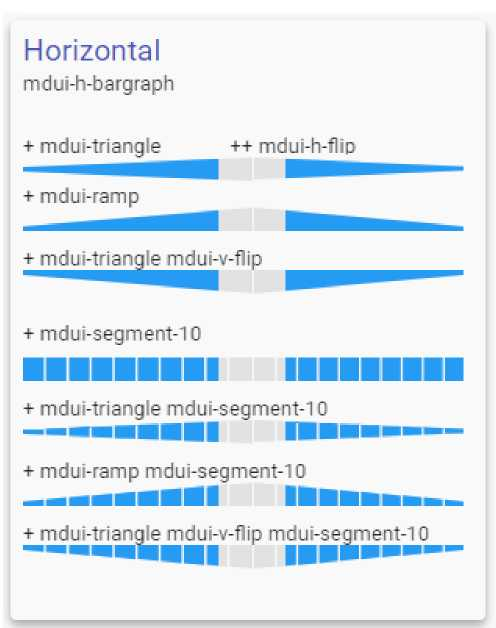 Horizontal
mdui-h-bargraph
+ mdui-triangle ++ mdui-h-flip
+ mdui-ramp
+ mdui-triangle mdui-v-flip
+ mdui-segment-10
+ mdui-triangle mdui-segment-10
+ mdui-ramp mdui-segment-10
+ mdui-triangle mdui-v-flip mdui-segment-10